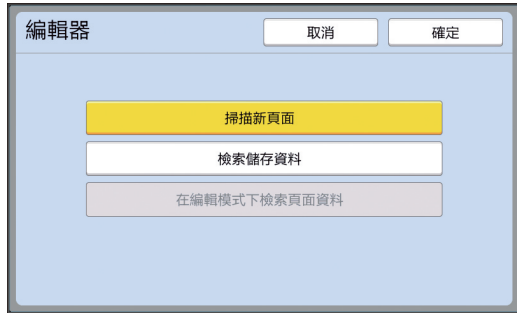 編輯器
取消
確定
掃描新頁面
檢索儲存資料
在編輯模式下檢索頁面資料